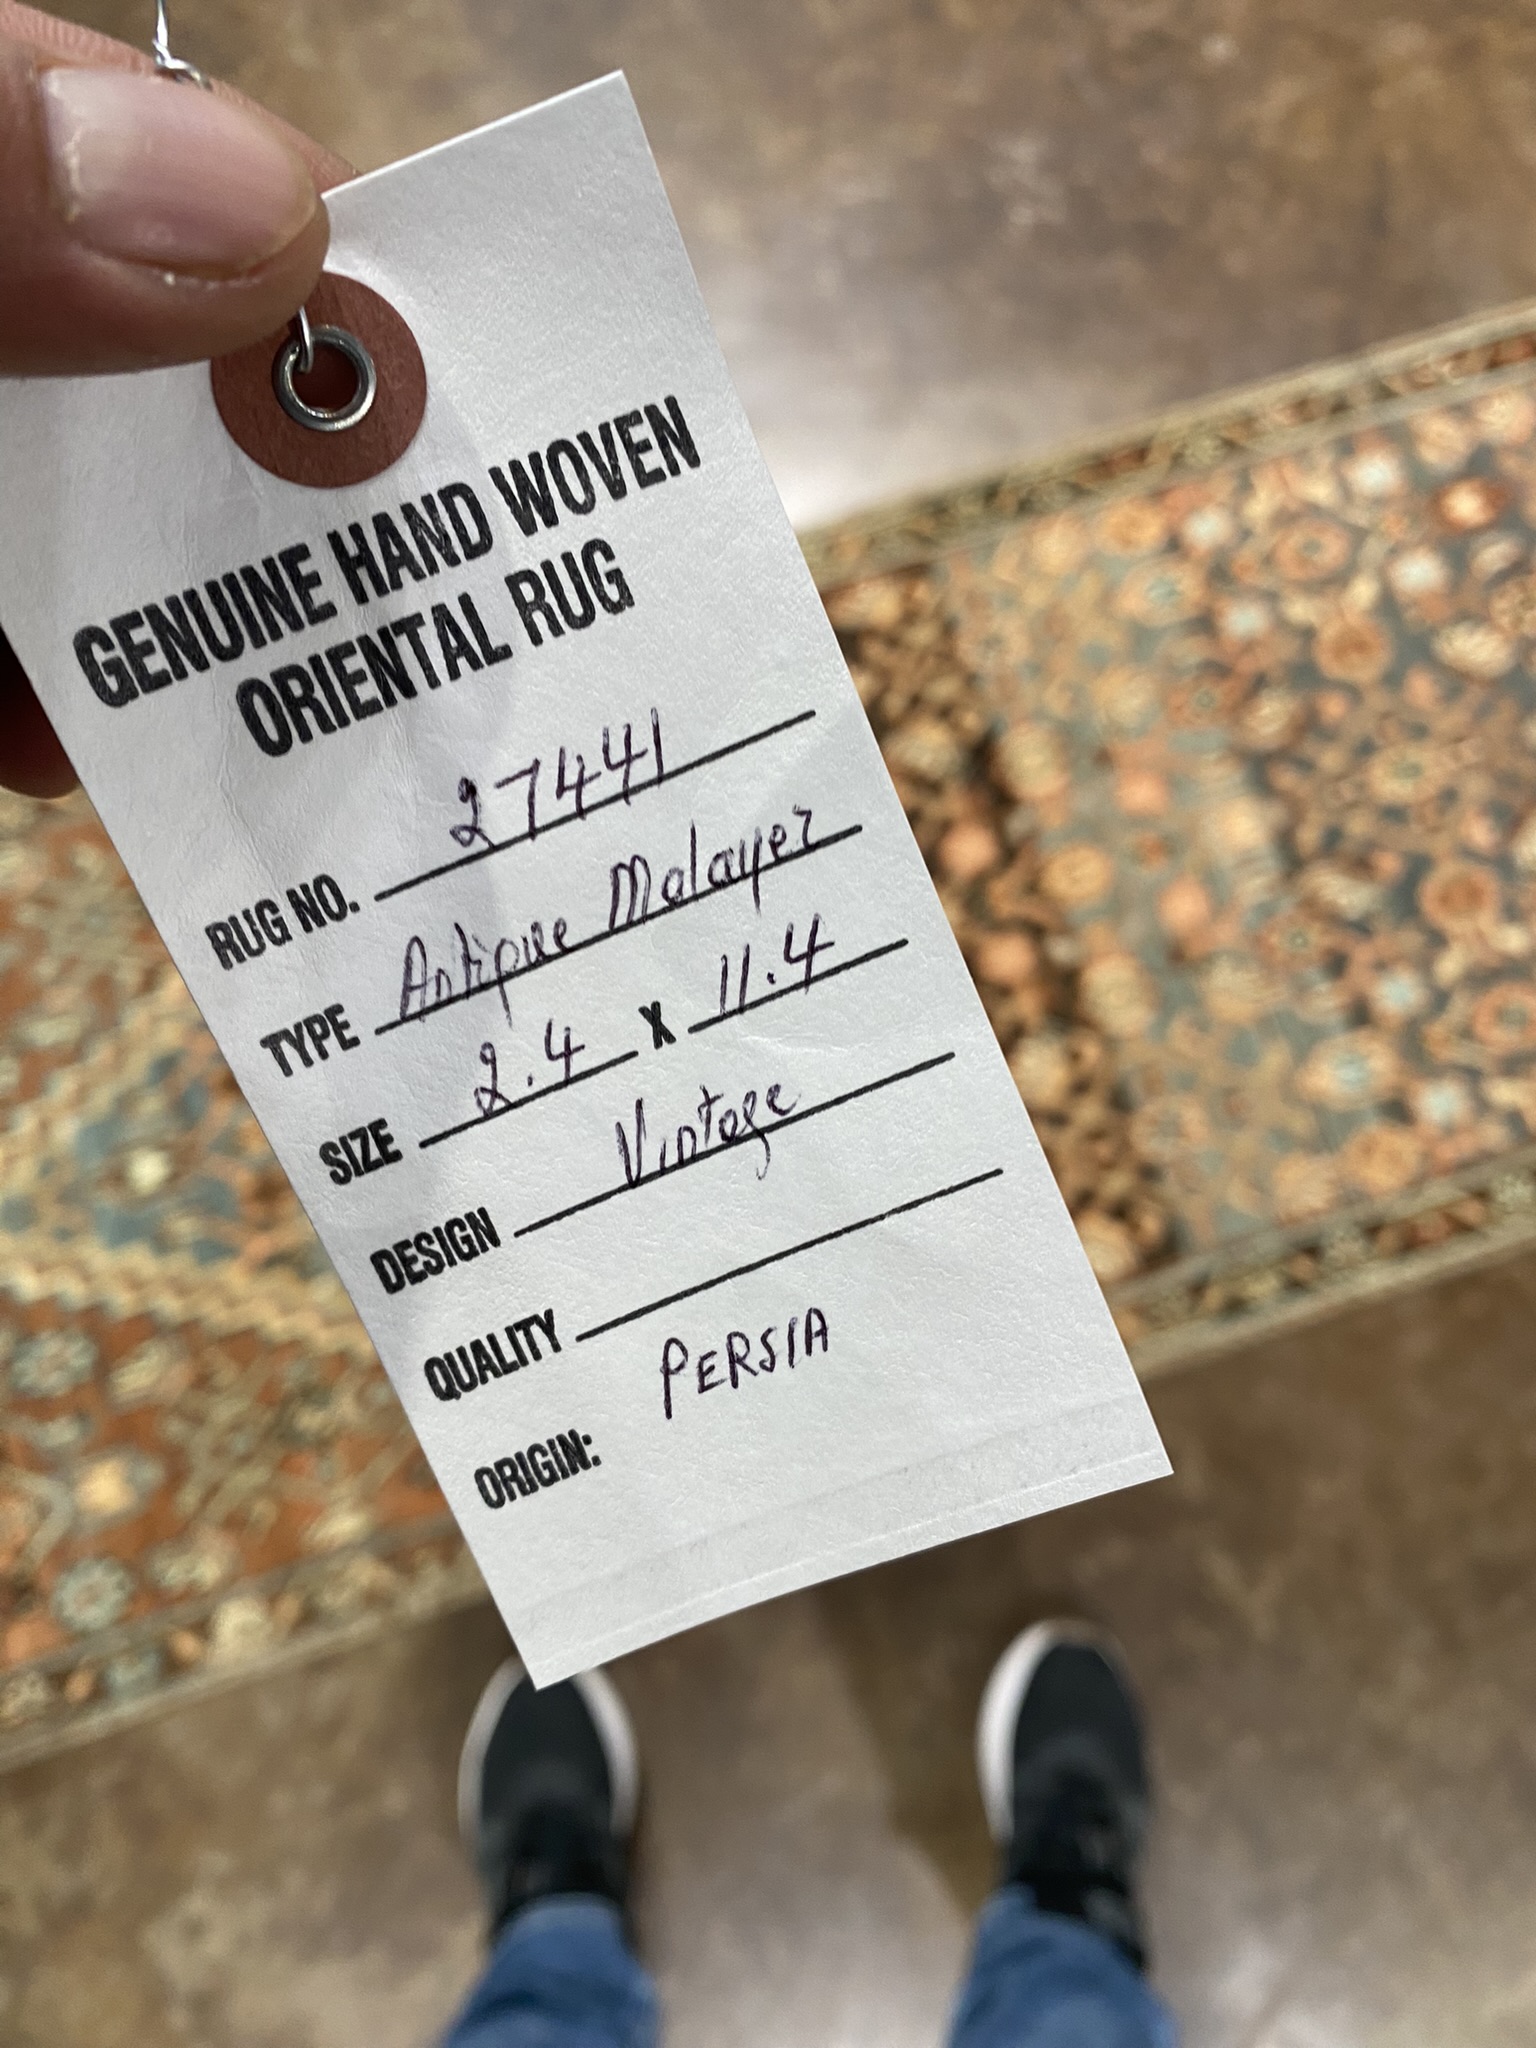 GENUINE HAND WOVEN
ORIENTAL RUG
RUG NO. 27441
TYPE Antique Malayer
SIZE 2.4 X 11.4
DESIGN Vintage
QUALITY
ORIGIN: PERSIA